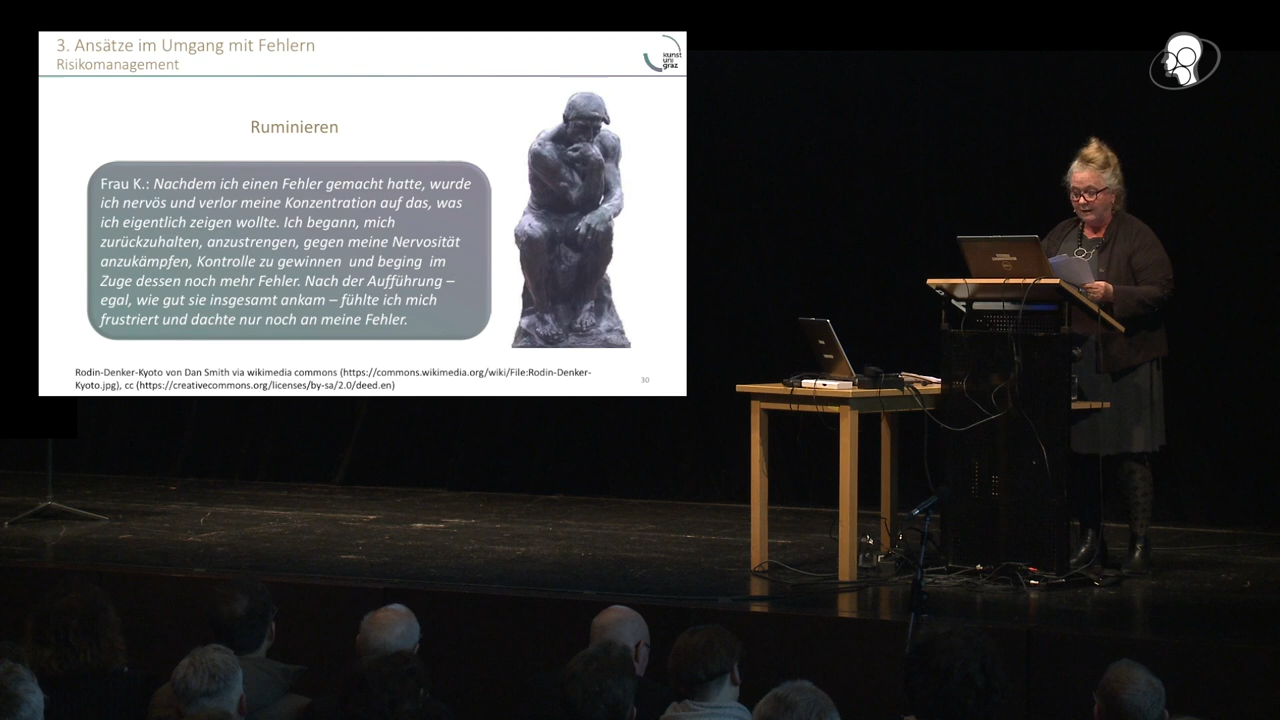 3. Ansätze im Umgang mit Fehlern
Risikomanagement
kunst
uni
graz
Ruminieren
Frau K.: Nachdem ich einen Fehler gemacht hatte, wurde
ich nervös und verlor meine Konzentration auf das, was
ich eigentlich zeigen wollte. Ich begann, mich
zurückzuhalten, anzustrengen, gegen meine Nervosität
anzukämpfen, Kontrolle zu gewinnen und beging im
Zuge dessen noch mehr Fehler. Nach der Aufführung –
egal, wie gut sie insgesamt ankam – fühlte ich mich
frustriert und dachte nur noch an meine Fehler.
Rodin-Denker-Kyoto von Dan Smith via wikimedia commons (https://commons.wikimedia.org/wiki/File:Rodin-Denker-
Kyoto.jpg), cc (https://creativecommons.org/licenses/by-sa/2.0/deed.en)
30